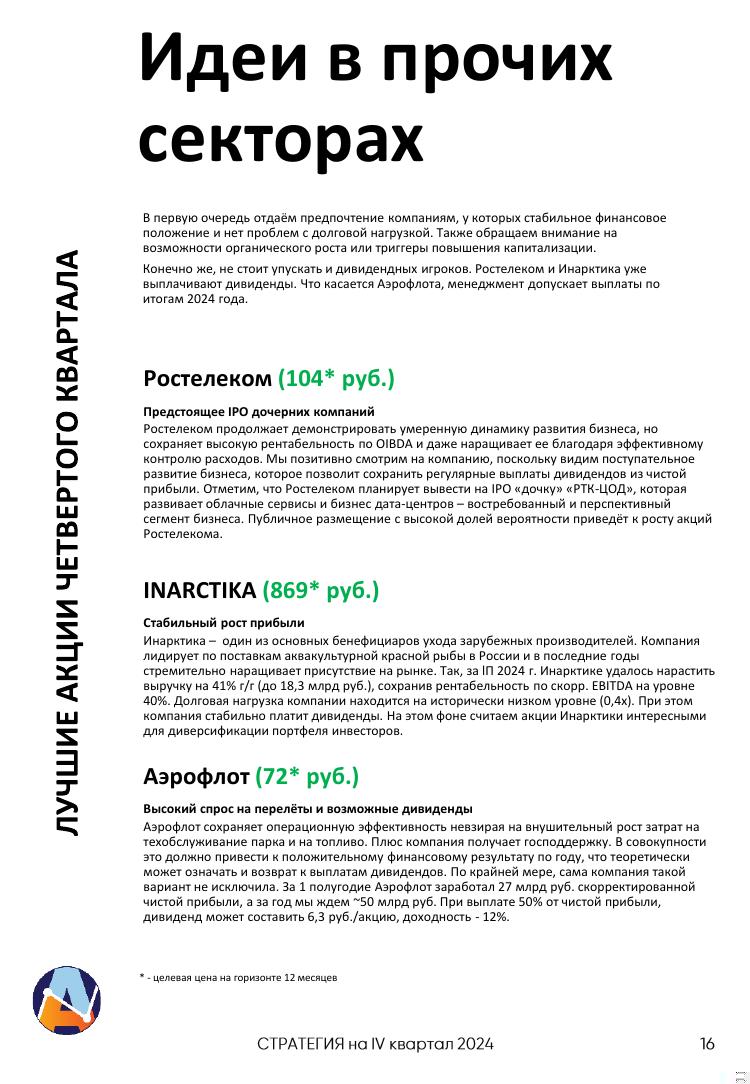 Идеи в прочих
секторах
В первую очередь отдаём предпочтение компаниям, у которых стабильное финансовое
положение и нет проблем с долговой нагрузкой. Также обращаем внимание на
возможности органического роста или триггеры повышения капитализации.
Конечно же, не стоит упускать и дивидендных игроков. Ростелеком и Инарктика уже
выплачивают дивиденды. Что касается Аэрофлота, менеджмент допускает выплаты по
итогам 2024 года.
ЛУЧШИЕ АКЦИИ ЧЕТВЕРТОГО КВАРТАЛА
Ростелеком (104* руб.)
Предстоящее IPO дочерних компаний
Ростелеком продолжает демонстрировать умеренную динамику развития бизнеса, но
сохраняет высокую рентабельность по OIBDA и даже наращивает ее благодаря эффективному
контролю расходов. Мы позитивно смотрим на компанию, поскольку видим поступательное
развитие бизнеса, которое позволит сохранить регулярные выплаты дивидендов из чистой
прибыли. Отметим, что Ростелеком планирует вывести на IPO «дочку» «РТК-ЦОД», которая
развивает облачные сервисы и бизнес дата-центров – востребованный и перспективный
сегмент бизнеса. Публичное размещение с высокой долей вероятности приведёт к росту акций
Ростелекома.
INARCTIKA (869* руб.)
Стабильный рост прибыли
Инарктика – один из основных бенефициаров ухода зарубежных производителей. Компания
лидирует по поставкам аквакультурной красной рыбы в России и в последние годы
стремительно наращивает присутствие на рынке. Так, за IП 2024 г. Инарктике удалось нарастить
выручку на 41% г/г (до 18,3 млрд руб.), сохранив рентабельность по скорр. EBITDA на уровне
40%. Долговая нагрузка компании находится на исторически низком уровне (0,4x). При этом
компания стабильно платит дивиденды. На этом фоне считаем акции Инарктики интересными
для диверсификации портфеля инвесторов.
Аэрофлот (72* руб.)
Высокий спрос на перелёты и возможные дивиденды
Аэрофлот сохраняет операционную эффективность невзирая на внушительный рост затрат на
техобслуживание парка и на топливо. Плюс компания получает господдержку. В совокупности
это должно привести к положительному финансовому результату по году, что теоретически
может означать и возврат к выплатам дивидендов. По крайней мере, сама компания такой
вариант не исключила. За 1 полугодие Аэрофлот заработал 27 млрд руб. скорректированной
чистой прибыли, а за год мы ждем ~50 млрд руб. При выплате 50% от чистой прибыли,
дивиденд может составить 6,3 руб./акцию, доходность - 12%.
* - целевая цена на горизонте 12 месяцев
СТРАТЕГИЯ на IV квартал 2024
16